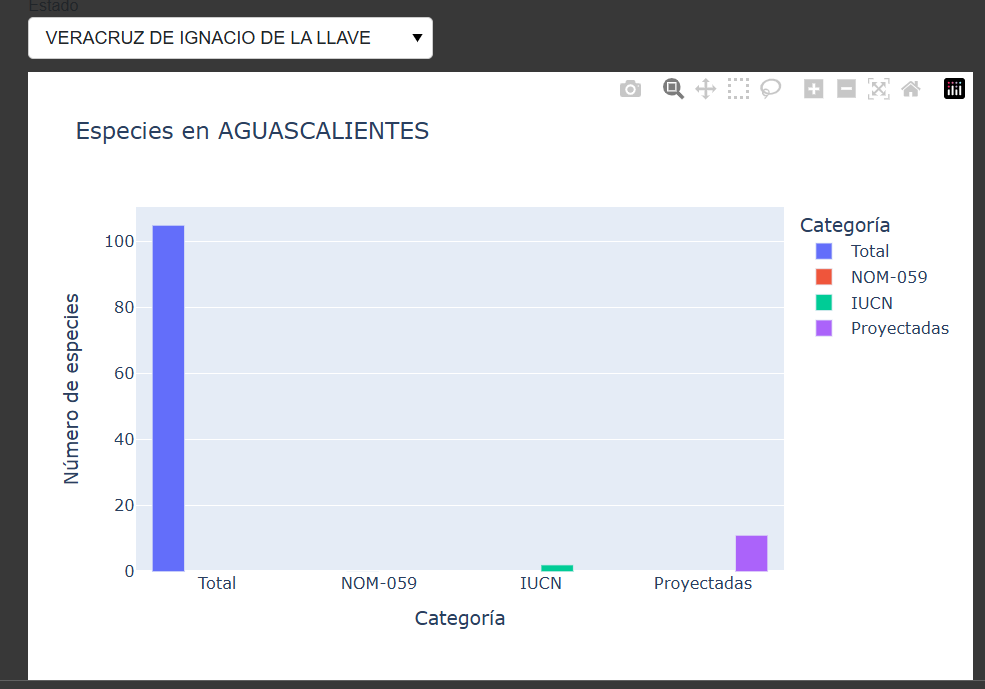 Estado
VERACRUZ DE IGNACIO DE LA LLAVE
Especies en AGUASCALIENTES
Categoría
Total
NOM-059
IUCN
Proyectadas
100
80
60
40
20
0
Número de especies
Total
NOM-059
IUCN
Proyectadas
Categoría